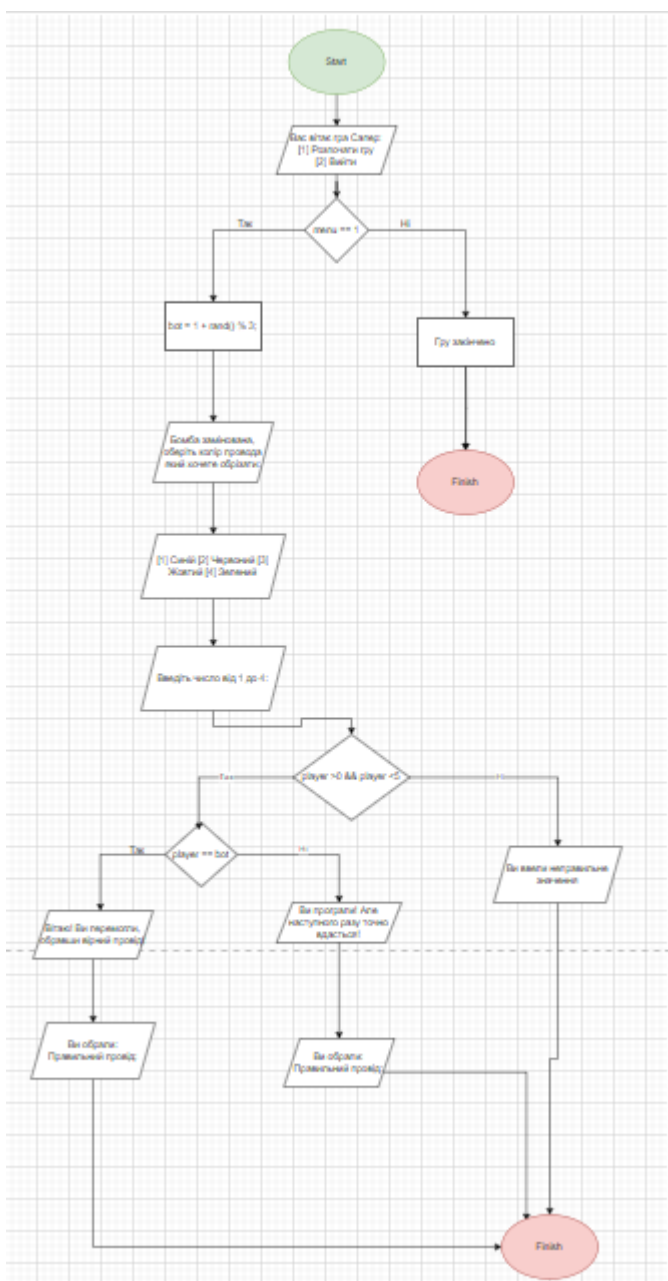 Start
Вас вітає гра Сапер:
[1] Розпочати гру
[2] Вийти
menu == 1
Так
Ні
bot = 1 + rand() % 3;
Гру закінчено
Finish
Бомба замінована,
оберіть колір провода,
який хочете обрізати:
[1] Синій [2] Червоний [3]
Жовтий [4] Зелений
Введіть число від 1 до 4:
player >0 && player <5
Так
Ні
player == bot
Так
Ні
Ви ввели неправильне
значення
Вітаю! Ви перемогли,
обравши вірний провід!
Ви програли! Але
наступного разу точно
вдасться!
Ви обрали:
Правильний провід:
Ви обрали:
Правильний провід:
Finish